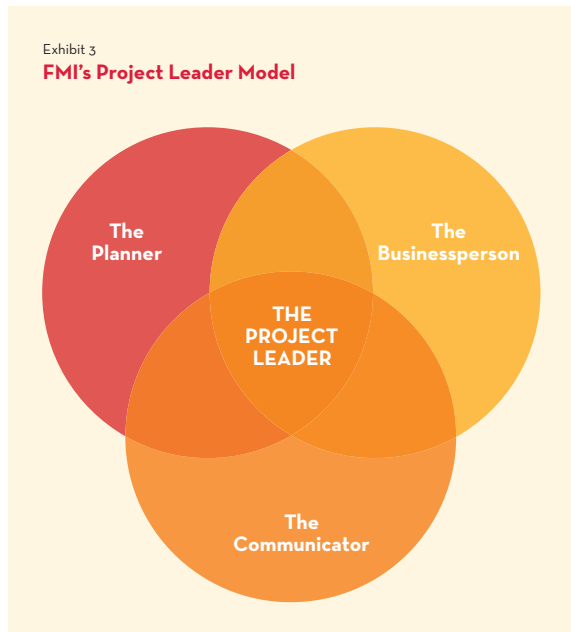 Exhibit 3
FMI's Project Leader Model
The
Planner
The
Businessperson
THE
PROJECT
LEADER
The
Communicator